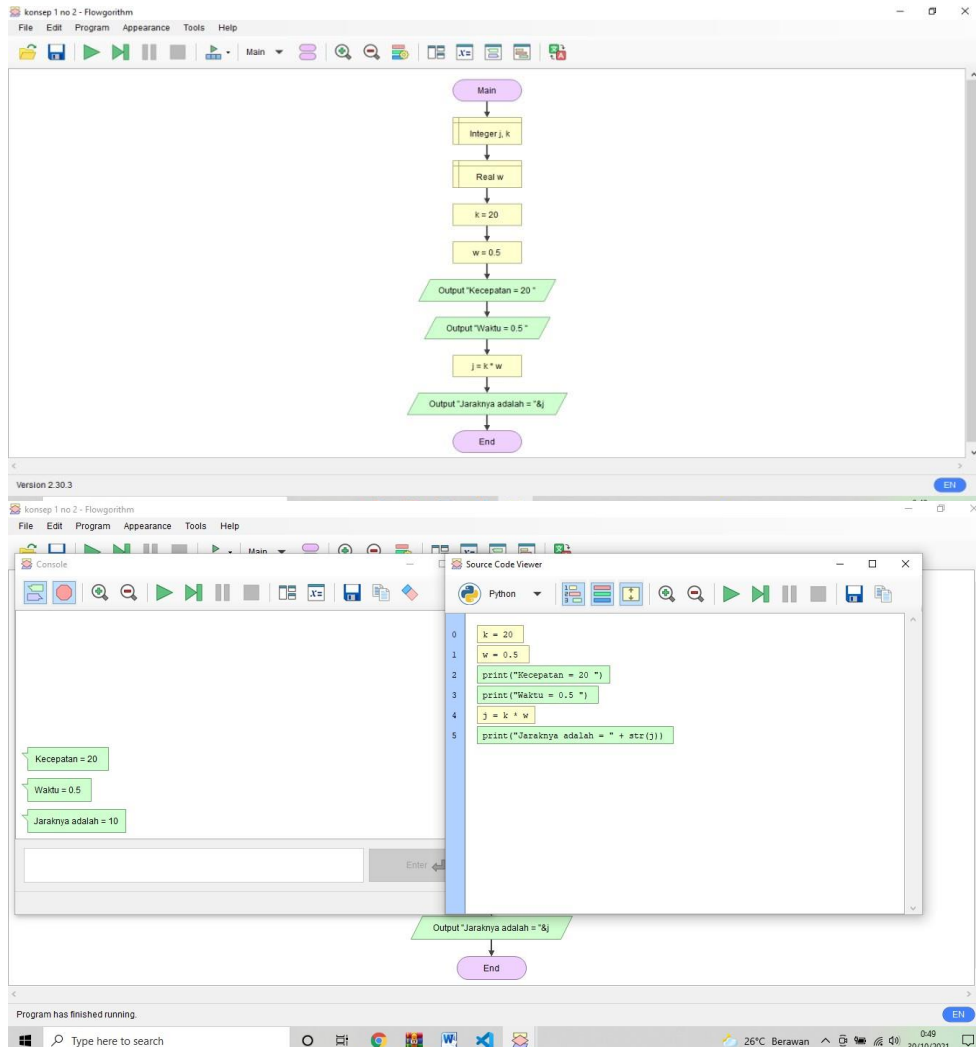 konsep 1 no 2 - Flowgorithm
File Edit Program Appearance Tools Help
Main
Main
Integer j, k
Real w
k = 20
w = 0.5
Output "Kecepatan = 20 "
Output "Waktu = 0.5 "
j = k * w
Output "Jaraknya adalah = "&j
End
Version 2.30.3
EN
konsep 1 no 2 - Flowgorithm
File Edit Program Appearance Tools Help
Main
Console
Kecepatan = 20
Waktu = 0.5
Jaraknya adalah = 10
Enter
Source Code Viewer
Python
0 k = 20
1 w = 0.5
2 print("Kecepatan = 20 ")
3 print("Waktu = 0.5 ")
4 j = k * w
5 print("Jaraknya adalah = " + str(j))
Output "Jaraknya adalah = "&j
End
Program has finished running.
EN
Type here to search
26°C Berawan
0:49
20/10/2021